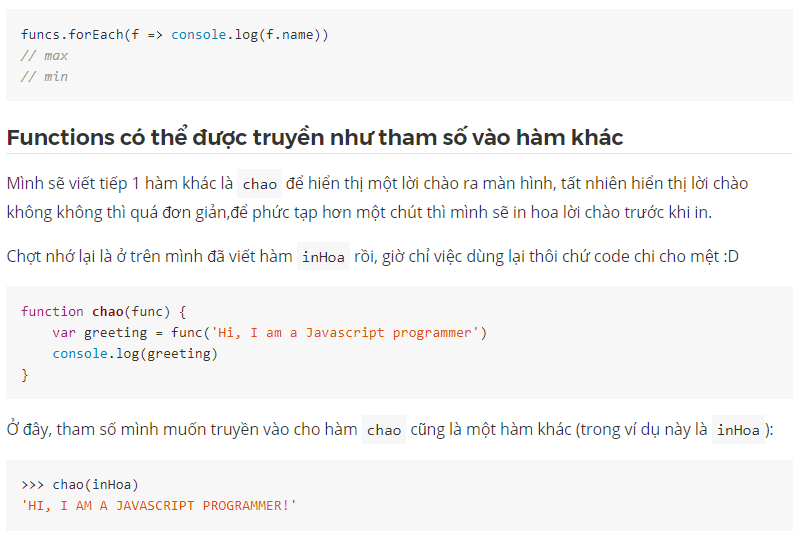 funcs.forEach(f => console.log(f.name))
// max
// min
Functions có thể được truyền như tham số vào hàm khác
Mình sẽ viết tiếp 1 hàm khác là chao để hiển thị một lời chào ra màn hình, tất nhiên hiển thị lời chào
không không thì quá đơn giản,để phức tạp hơn một chút thì mình sẽ in hoa lời chào trước khi in.
Chợt nhớ lại là ở trên mình đã viết hàm inHoa rồi, giờ chỉ việc dùng lại thôi chứ code chi cho mệt :D
function chao(func) {
    var greeting = func('Hi, I am a Javascript programmer')
    console.log(greeting)
}
Ở đây, tham số mình muốn truyền vào cho hàm chao cũng là một hàm khác (trong ví dụ này là inHoa):
>>> chao(inHoa)
'HI, I AM A JAVASCRIPT PROGRAMMER!'